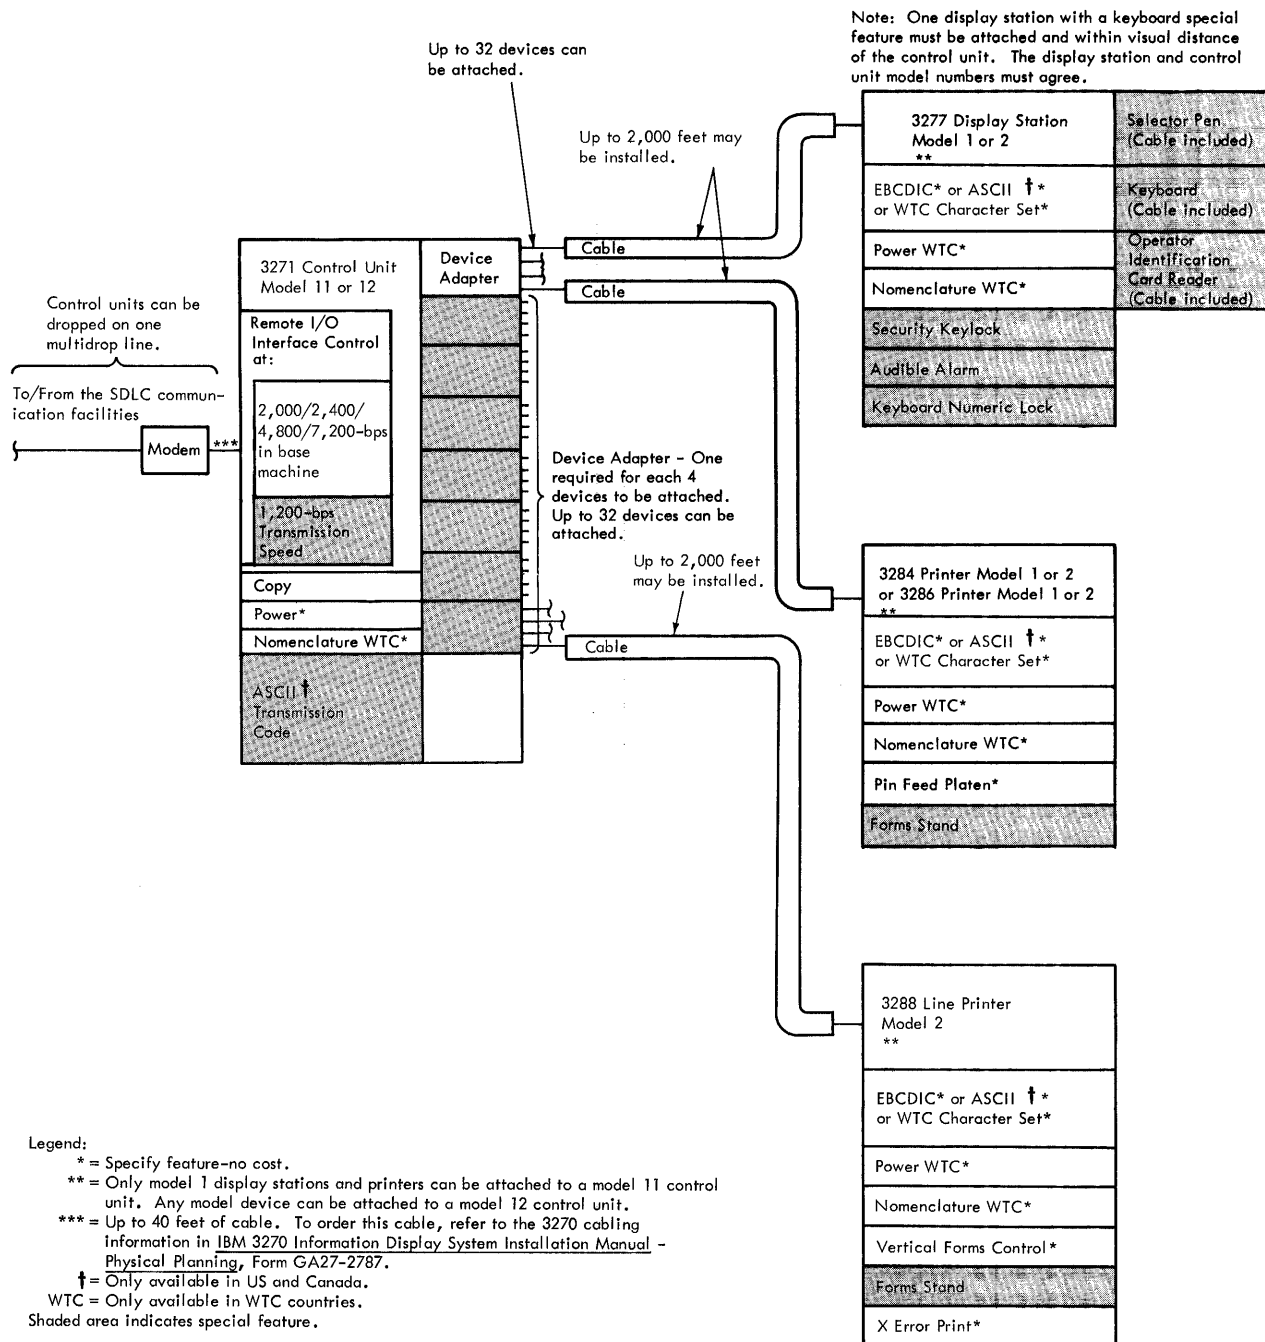 Note: One display station with a keyboard special
feature must be attached and within visual distance
of the control unit. The display station and control
unit model numbers must agree.
Up to 32 devices can
be attached.
Up to 2,000 feet may
be installed.
3277 Display Station
Model 1 or 2
**
Selector Pen
(Cable included)
EBCDIC* or ASCII † *
or WTC Character Set*
Keyboard
(Cable included)
Power WTC*
Nomenclature WTC*
Operator
Identification
Card Reader
(Cable included)
Security Keylock
Audible Alarm
Keyboard Numeric Lock
Cable
Cable
3271 Control Unit
Model 11 or 12
Device
Adapter
Control units can be
dropped on one
multidrop line.
To/From the SDLC commun-
ication facilities
Modem
***
Remote I/O
Interface Control
at:
2,000/2,400/
4,800/7,200-bps
in base
machine
1,200-bps
Transmission
Speed
Copy
Power*
Nomenclature WTC*
ASCII †
Transmission
Code
Device Adapter - One
required for each 4
devices to be attached.
Up to 32 devices can be
attached.
Up to 2,000 feet
may be installed.
Cable
3284 Printer Model 1 or 2
or 3286 Printer Model 1 or 2
**
EBCDIC* or ASCII † *
or WTC Character Set*
Power WTC*
Nomenclature WTC*
Pin Feed Platen*
Forms Stand
3288 Line Printer
Model 2
**
EBCDIC* or ASCII † *
or WTC Character Set*
Power WTC*
Nomenclature WTC*
Vertical Forms Control*
Forms Stand
X Error Print*
Legend:
* = Specify feature-no cost.
** = Only model 1 display stations and printers can be attached to a model 11 control
unit. Any model device can be attached to a model 12 control unit.
*** = Up to 40 feet of cable. To order this cable, refer to the 3270 cabling
information in IBM 3270 Information Display System Installation Manual -
Physical Planning, Form GA27-2787.
† = Only available in US and Canada.
WTC = Only available in WTC countries.
Shaded area indicates special feature.